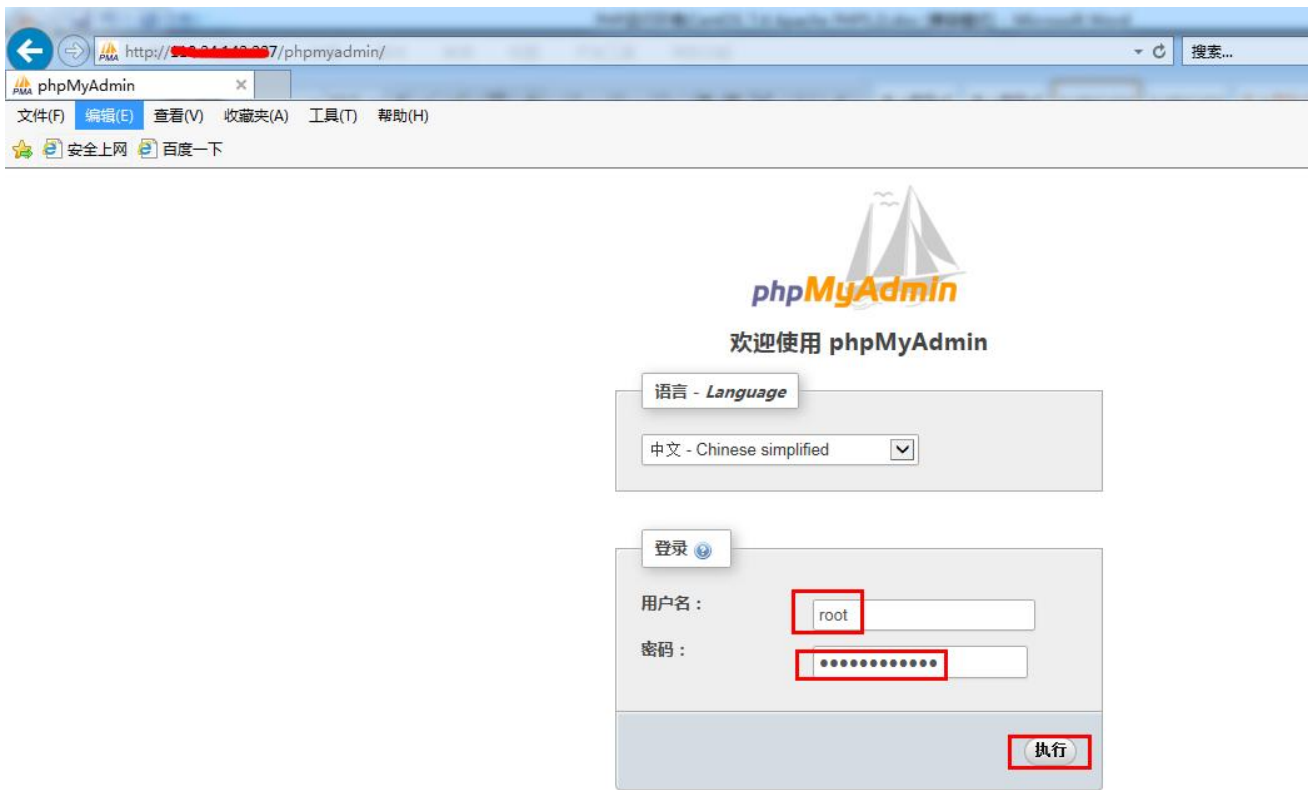 http://
7/phpmyadmin/
搜索...
phpMyAdmin
文件(F) 编辑(E) 查看(V) 收藏夹(A) 工具(T) 帮助(H)
安全上网 百度一下
phpMyAdmin
欢迎使用 phpMyAdmin
语言 - Language
中文 - Chinese simplified
登录
用户名：
root
密码：
••••••••••••
执行